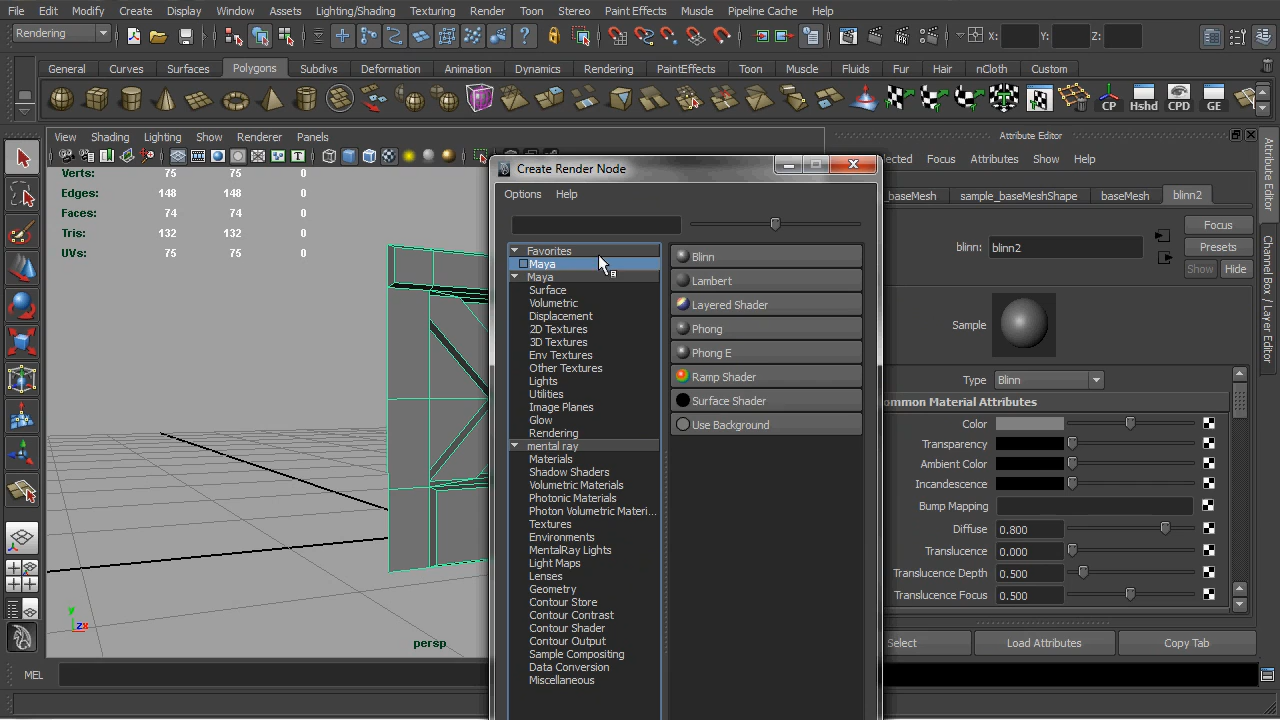 File Edit Modify Create Display Window Assets Lighting/Shading Texturing Render Toon Stereo Paint Effects Muscle Pipeline Cache Help
Rendering X: Y: Z:
General Curves Surfaces Polygons Subdivs Deformation Animation Dynamics Rendering PaintEffects Toon Muscle Fluids Fur Hair nCloth Custom
CP Hshd CPD GE
View Shading Lighting Show Renderer Panels
Verts: 75 75 0
Edges: 148 148 0
Faces: 74 74 0
Tris: 132 132 0
UVs: 75 75 0
y
z x
persp
Create Render Node
Options Help
Favorites
Maya
Maya
Surface
Volumetric
Displacement
2D Textures
3D Textures
Env Textures
Other Textures
Lights
Utilities
Image Planes
Glow
Rendering
mental ray
Materials
Shadow Shaders
Volumetric Materials
Photonic Materials
Photon Volumetric Materi...
Textures
Environments
MentalRay Lights
Light Maps
Lenses
Geometry
Contour Store
Contour Contrast
Contour Shader
Contour Output
Sample Compositing
Data Conversion
Miscellaneous
Blinn
Lambert
Layered Shader
Phong
Phong E
Ramp Shader
Surface Shader
Use Background
Attribute Editor
ected Focus Attributes Show Help
_baseMesh sample_baseMeshShape baseMesh blinn2
Focus
blinn: blinn2 Presets
Show Hide
Sample
Type Blinn
ommon Material Attributes
Color
Transparency
Ambient Color
Incandescence
Bump Mapping
Diffuse 0.800
Translucence 0.000
Translucence Depth 0.500
Translucence Focus 0.500
Select Load Attributes Copy Tab
Attribute Editor
Channel Box / Layer Editor
MEL